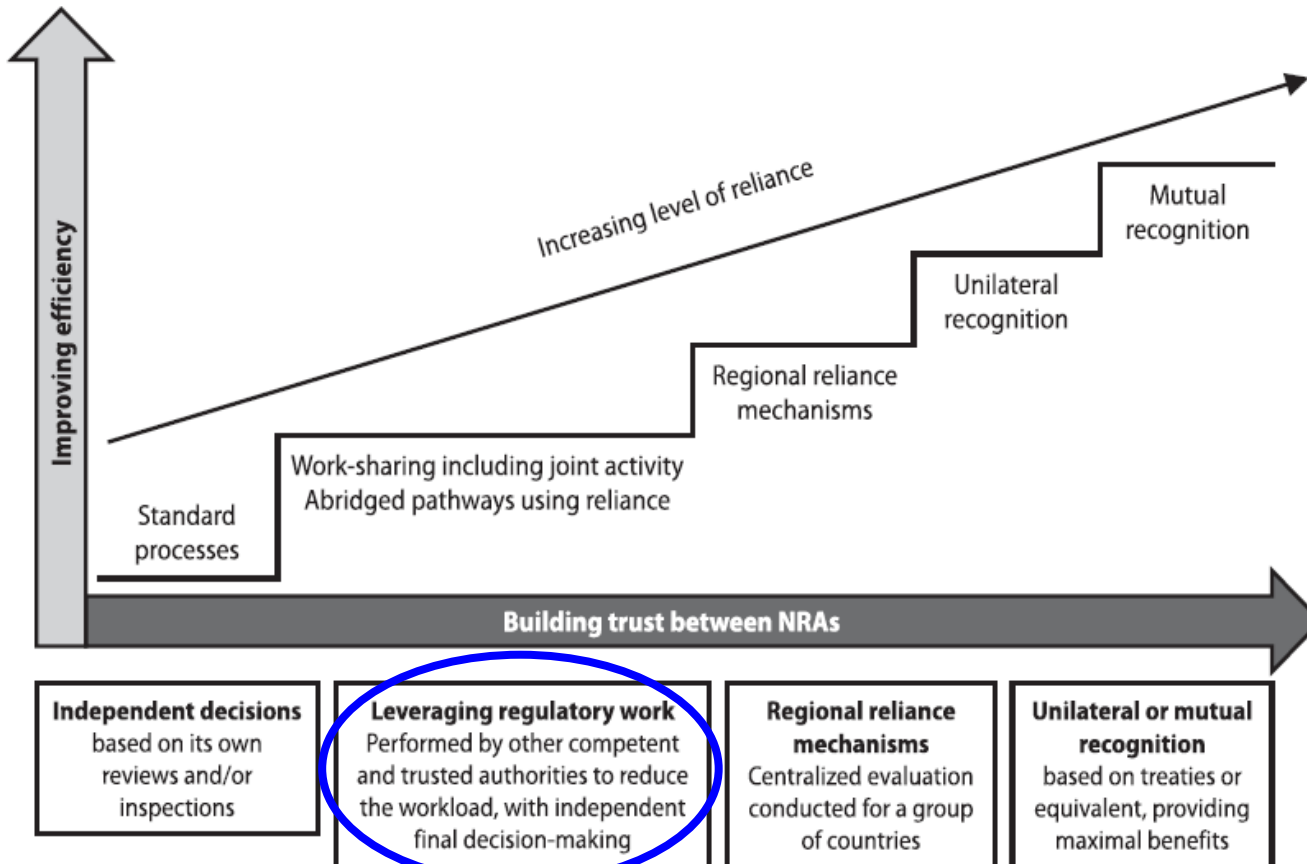 Improving efficiency
Increasing level of reliance
Mutual
recognition
Unilateral
recognition
Regional reliance
mechanisms
Work-sharing including joint activity
Abridged pathways using reliance
Standard
processes
Building trust between NRAs
Independent decisions
based on its own
reviews and/or
inspections
Leveraging regulatory work
Performed by other competent
and trusted authorities to reduce
the workload, with independent
final decision-making
Regional reliance
mechanisms
Centralized evaluation
conducted for a group
of countries
Unilateral or mutual
recognition
based on treaties or
equivalent, providing
maximal benefits